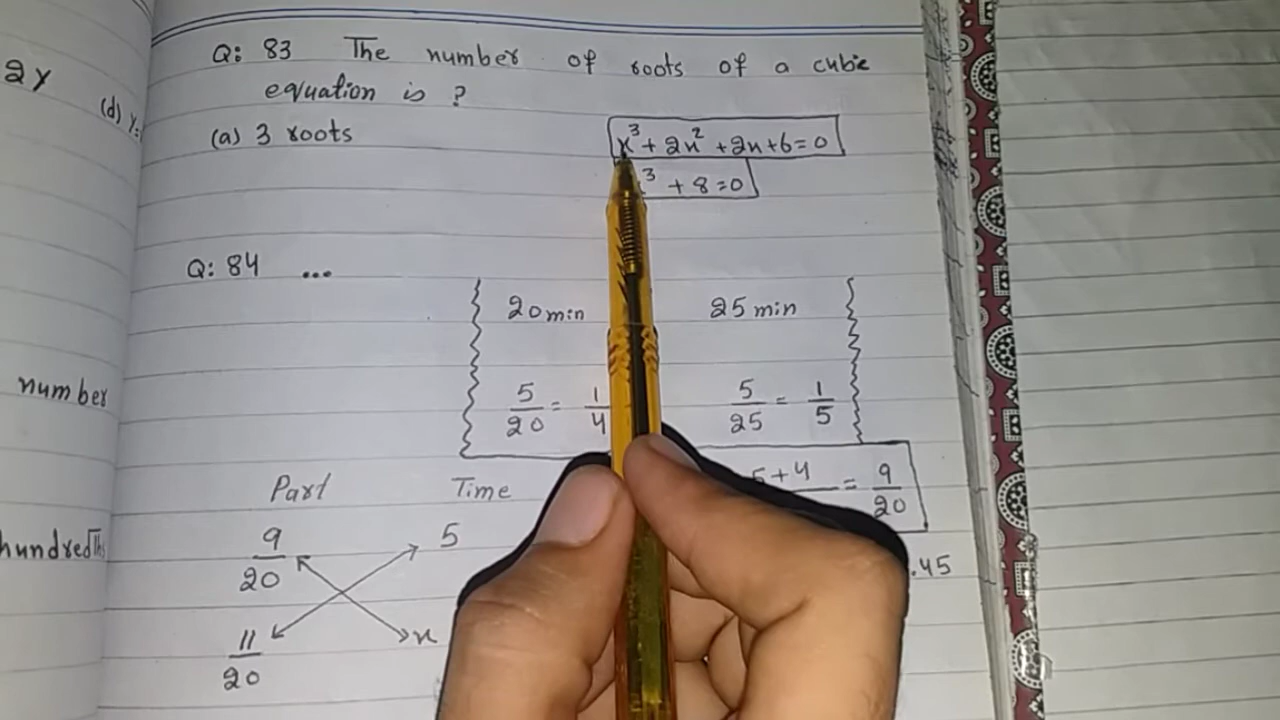 2x
(d) Y=
number
hundredTh
Q: 83 The number of roots of a cubic
equation is ?
(a) 3 roots
x³ + 2x² + 2x + 6 = 0
³ + 8 = 0
Q: 84 ...
20 min 25 min
5/20 = 1/4 5/25 = 1/5
5+4 = 9/20
.45
Part Time
9/20 5
11/20 x